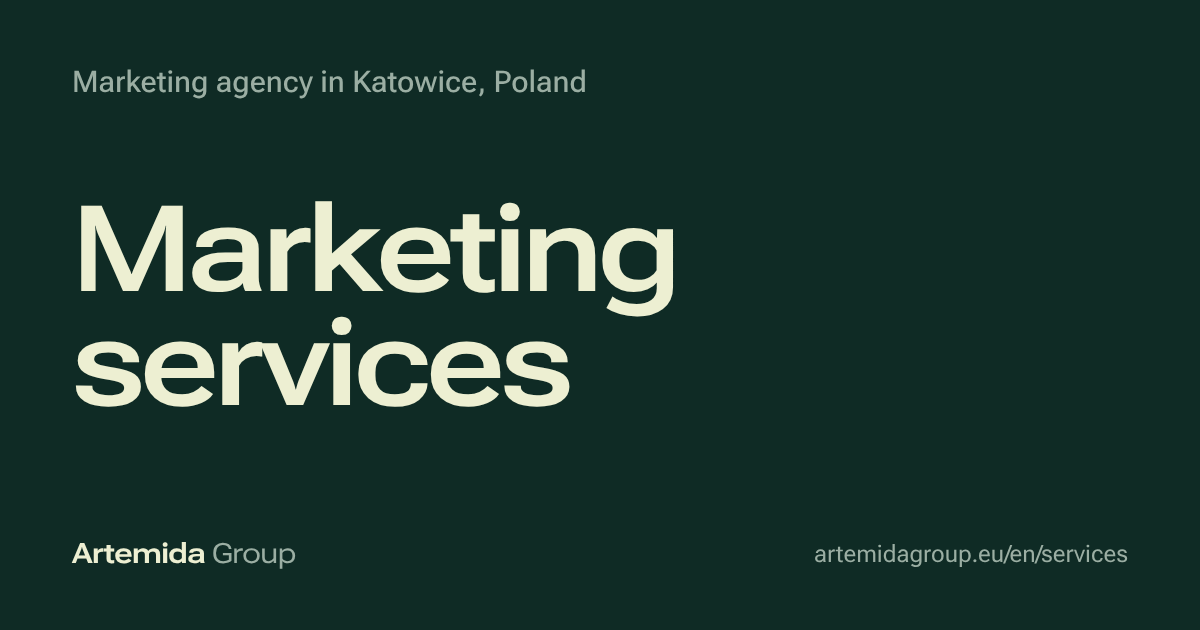 Marketing agency in Katowice, Poland
Marketing
services
Artemida Group
artemidagroup.eu/en/services